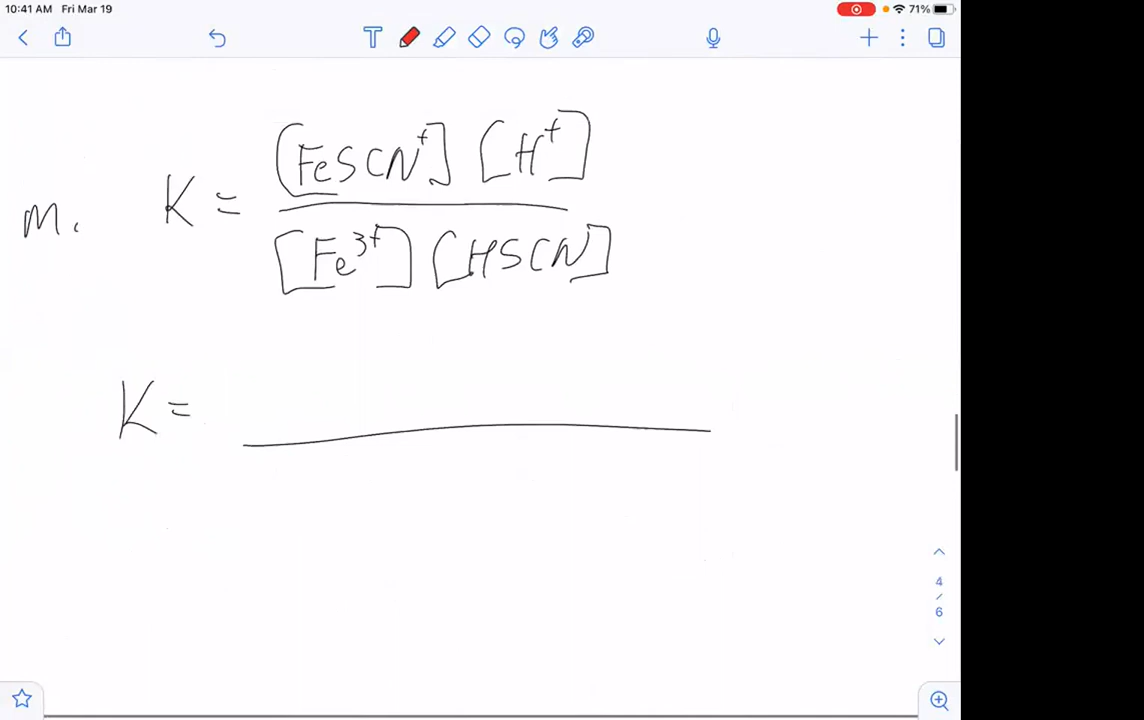 10:41 AM Fri Mar 19 71%
T
m. K = [FeSCN⁺] [H⁺]
[Fe³⁺] [HSCN]
K =
4
/
6